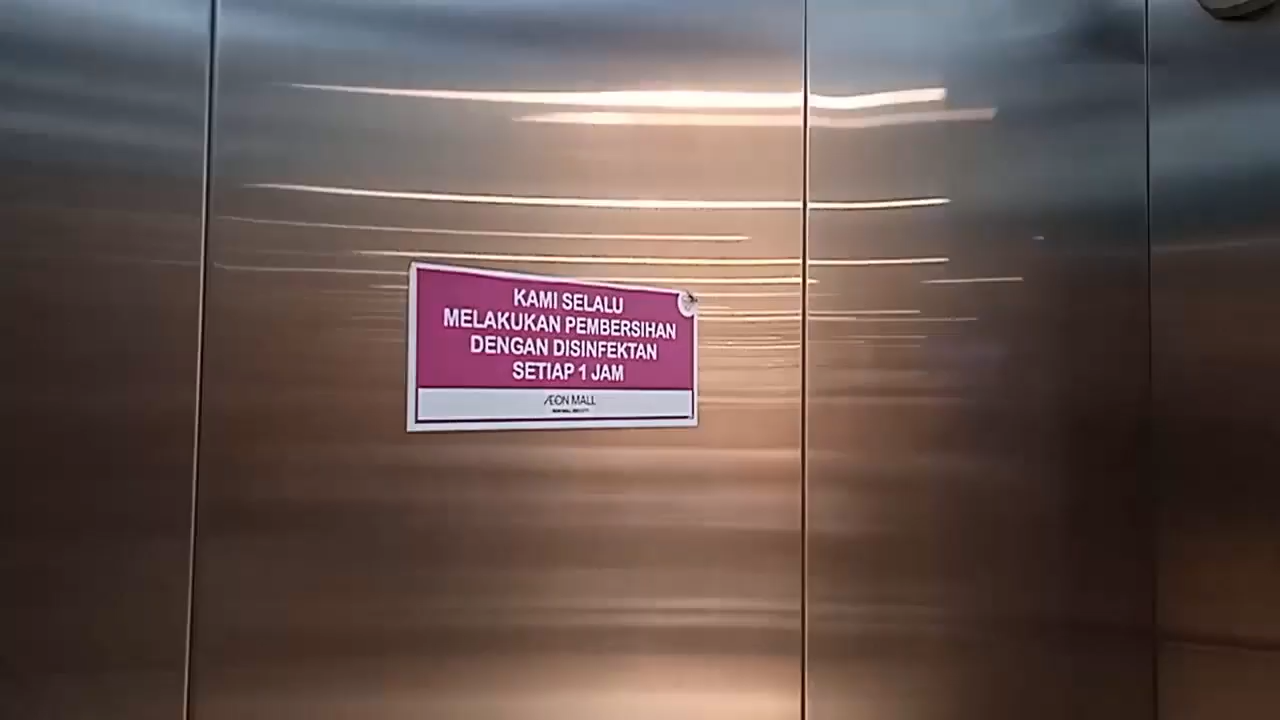 KAMI SELALU
MELAKUKAN PEMBERSIHAN
DENGAN DISINFEKTAN
SETIAP 1 JAM
ÆON MALL